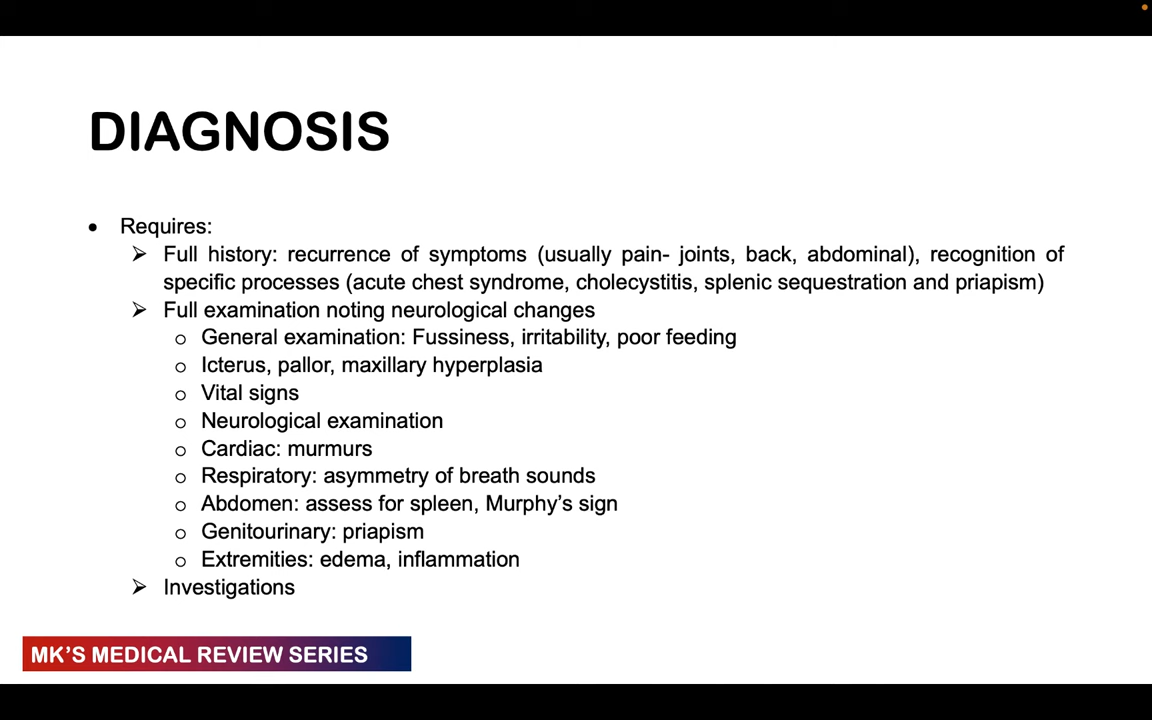 DIAGNOSIS
• Requires:
➢ Full history: recurrence of symptoms (usually pain- joints, back, abdominal), recognition of
specific processes (acute chest syndrome, cholecystitis, splenic sequestration and priapism)
➢ Full examination noting neurological changes
o General examination: Fussiness, irritability, poor feeding
o Icterus, pallor, maxillary hyperplasia
o Vital signs
o Neurological examination
o Cardiac: murmurs
o Respiratory: asymmetry of breath sounds
o Abdomen: assess for spleen, Murphy’s sign
o Genitourinary: priapism
o Extremities: edema, inflammation
➢ Investigations
MK’S MEDICAL REVIEW SERIES